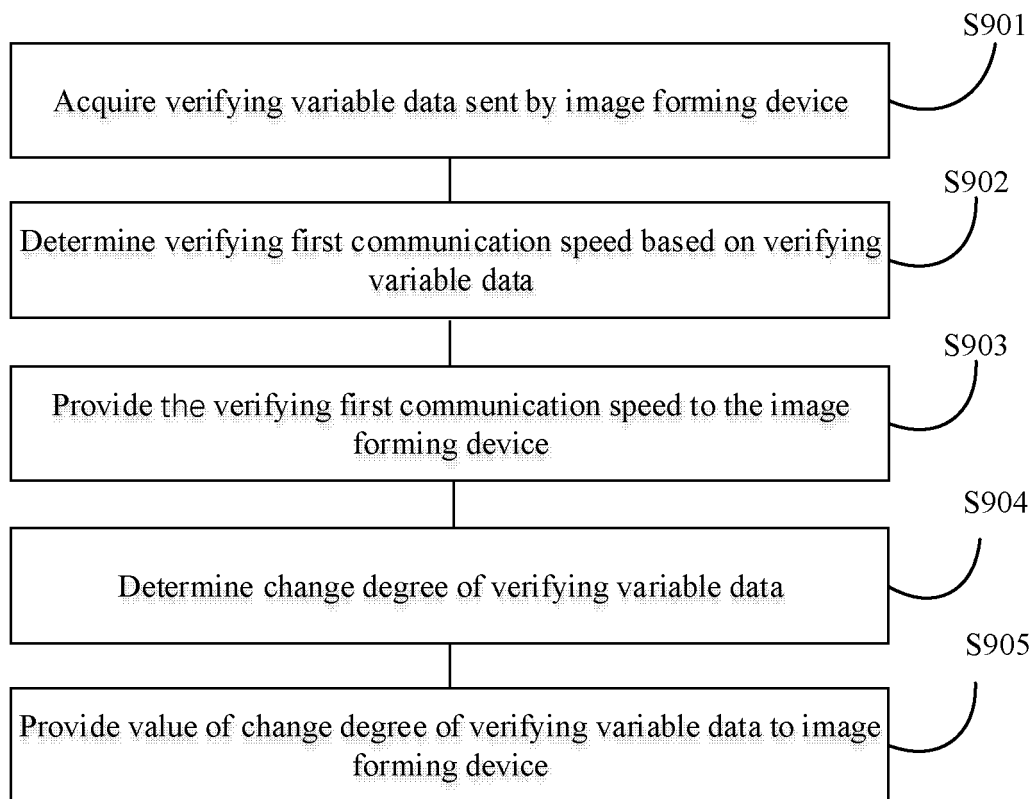 S901
Acquire verifying variable data sent by image forming device
S902
Determine verifying first communication speed based on verifying
variable data
S903
Provide the verifying first communication speed to the image
forming device
S904
Determine change degree of verifying variable data
S905
Provide value of change degree of verifying variable data to image
forming device